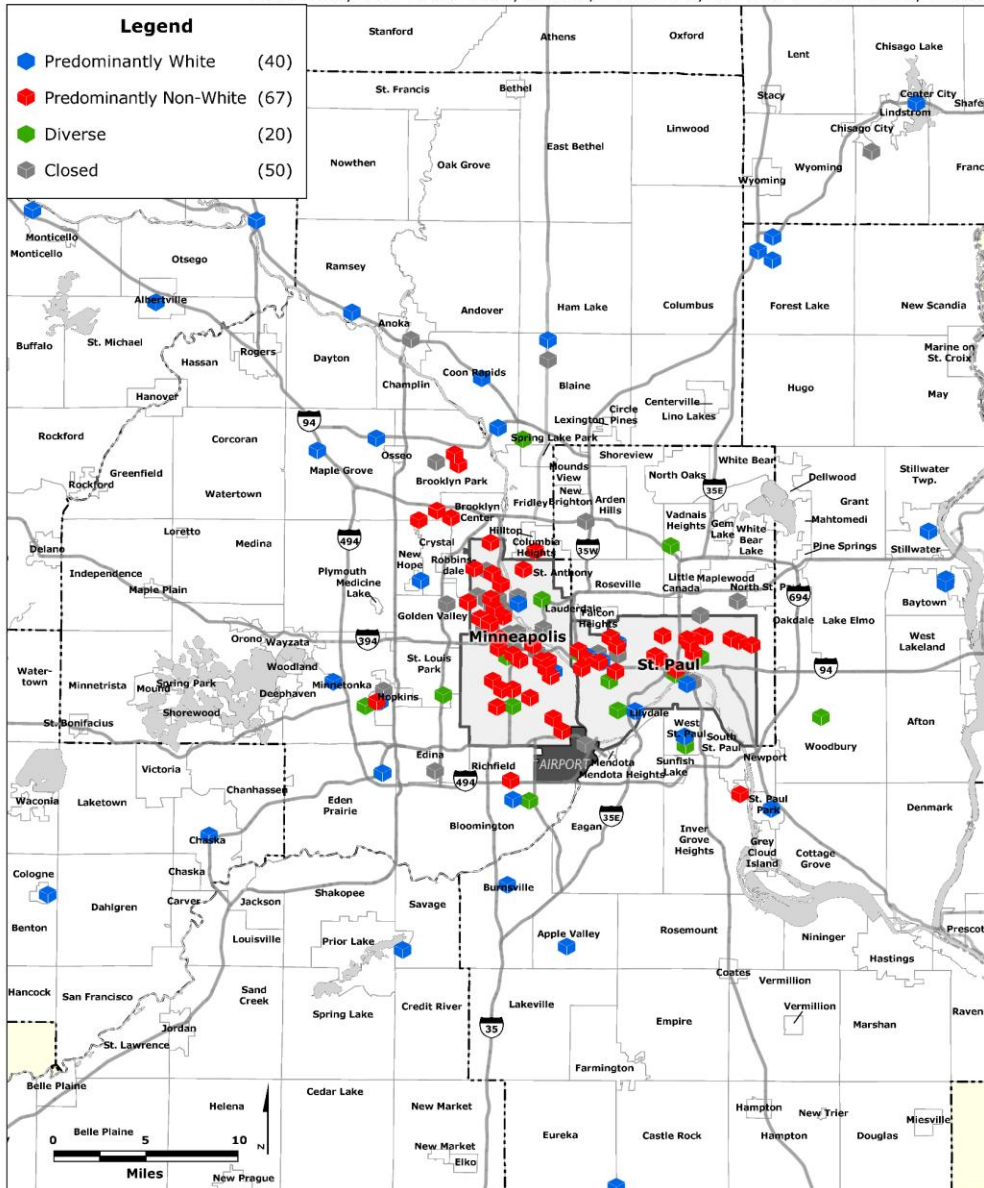 Legend
Predominantly White (40)
Predominantly Non-White (67)
Diverse (20)
Closed (50)
Stanford
Athens
Oxford
Lent
Chisago Lake
St. Francis
Bethel
Stacy
Center City
Lindstrom
Chisago City
Linwood
Nowthen
Oak Grove
East Bethel
Wyoming
Wyoming
Monticello
Monticello
Otsego
Ramsey
Albertville
Andover
Ham Lake
Columbus
Forest Lake
New Scandia
Anoka
Buffalo
St. Michael
Hassan
Rogers
Dayton
Marine on
St. Croix
Champlin
Coon Rapids
Blaine
Hugo
May
Hanover
Centerville
Lino Lakes
Circle
Pines
Lexington
94
Rockford
Corcoran
Osseo
Spring Lake Park
Shoreview
Maple Grove
Greenfield
Rockford
Brooklyn Park
Mounds
View
North Oaks
White Bear
Dellwood
Stillwater
Twp.
Watertown
New
Brighton
Arden
Hills
35E
Grant
Brooklyn
Center
Fridley
Vadnais
Heights
Gem
Lake
White
Bear
Lake
Mahtomedi
Loretto
Medina
494
Crystal
Hilltop
Columbia
Heights
35W
Pine Springs
Stillwater
Delano
New
Hope
Robbins
dale
Independence
Plymouth
Medicine
Lake
St. Anthony
Roseville
Little
Canada
Maplewood
North St. P
694
Baytown
Maple Plain
Golden Valley
Lauderdale
Falcon
Heights
Oakdale
Lake Elmo
Orono
Wayzata
394
Minneapolis
West
Lakeland
Water-
town
Minnetrista
Woodland
St. Louis
Park
St. Paul
94
Spring Park
Mound
Deephaven
Minnetonka
Hopkins
Shorewood
Lilydale
Afton
St. Bonifacius
West
St. Paul
South
St. Paul
Woodbury
Edina
Victoria
Richfield
AIRPORT
Mendota
Mendota Heights
Sunfish
Lake
Newport
Chanhassen
494
Waconia
Laketown
Eden
Prairie
St. Paul
Park
Denmark
Bloomington
Eagan
35E
Inver
Grove
Heights
Chaska
Grey
Cloud
Island
Cottage
Grove
Cologne
Chaska
Shakopee
Burnsville
Dahlgren
Carver
Jackson
Savage
Benton
Louisville
Prior Lake
Apple Valley
Rosemount
Nininger
Prescot
Hastings
Coates
Vermillion
Hancock
San Francisco
Sand
Creek
Credit River
Lakeville
Spring Lake
Vermillion
Raven
Jordan
35
Empire
Marshan
St. Lawrence
Farmington
Belle Plaine
Cedar Lake
Helena
New Market
Hampton
New Trier
Miesville
Belle Plaine
Eureka
Castle Rock
Hampton
Douglas
0 5 10
Miles
N
New Market
Elko
New Prague